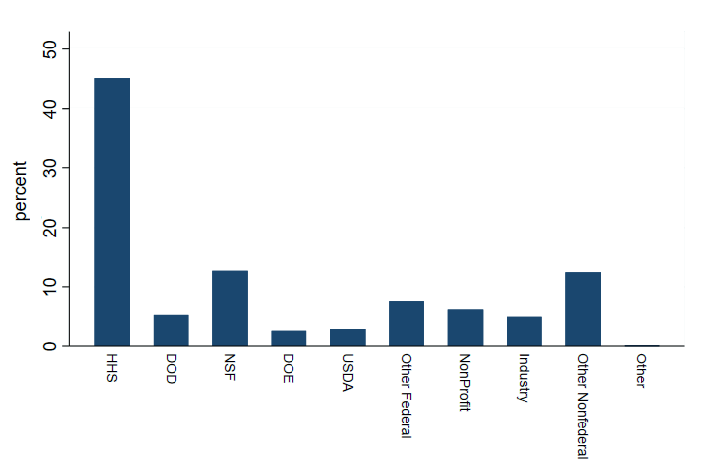 percent
50
40
30
20
10
0
HHS
DOD
NSF
DOE
USDA
Other Federal
NonProfit
Industry
Other Nonfederal
Other